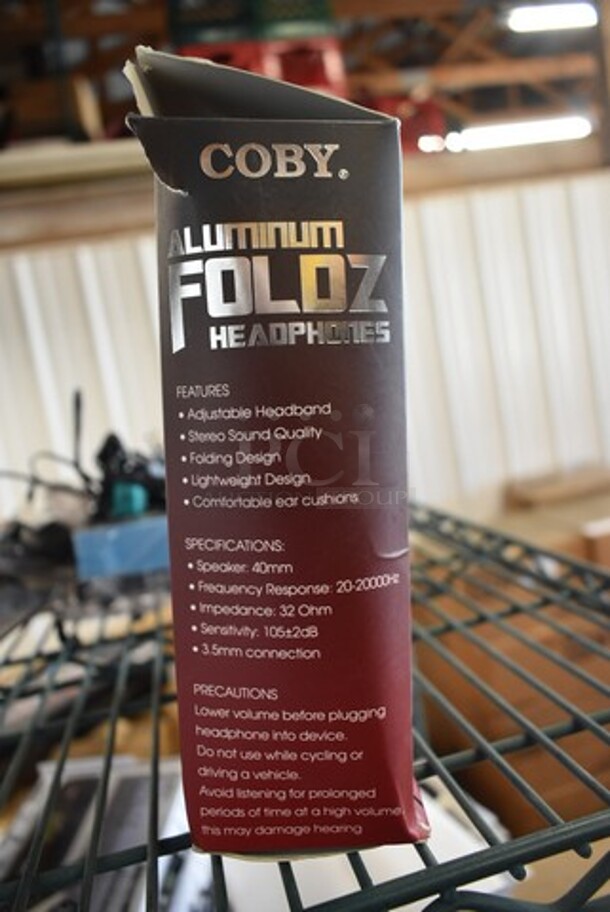 COBY®
ALUMINUM
FOLDZ
HEADPHONES
FEATURES
• Adjustable Headband
• Stereo Sound Quality
• Folding Design
• Lightweight Design
• Comfortable ear cushions
SPECIFICATIONS:
• Speaker: 40mm
• Frequency Response: 20-20000Hz
• Impedance: 32 Ohm
• Sensitivity: 105±2dB
• 3.5mm connection
PRECAUTIONS
Lower volume before plugging
headphone into device.
Do not use while cycling or
driving a vehicle.
Avoid listening for prolonged
periods of time at a high volume,
this may damage hearing
PCI